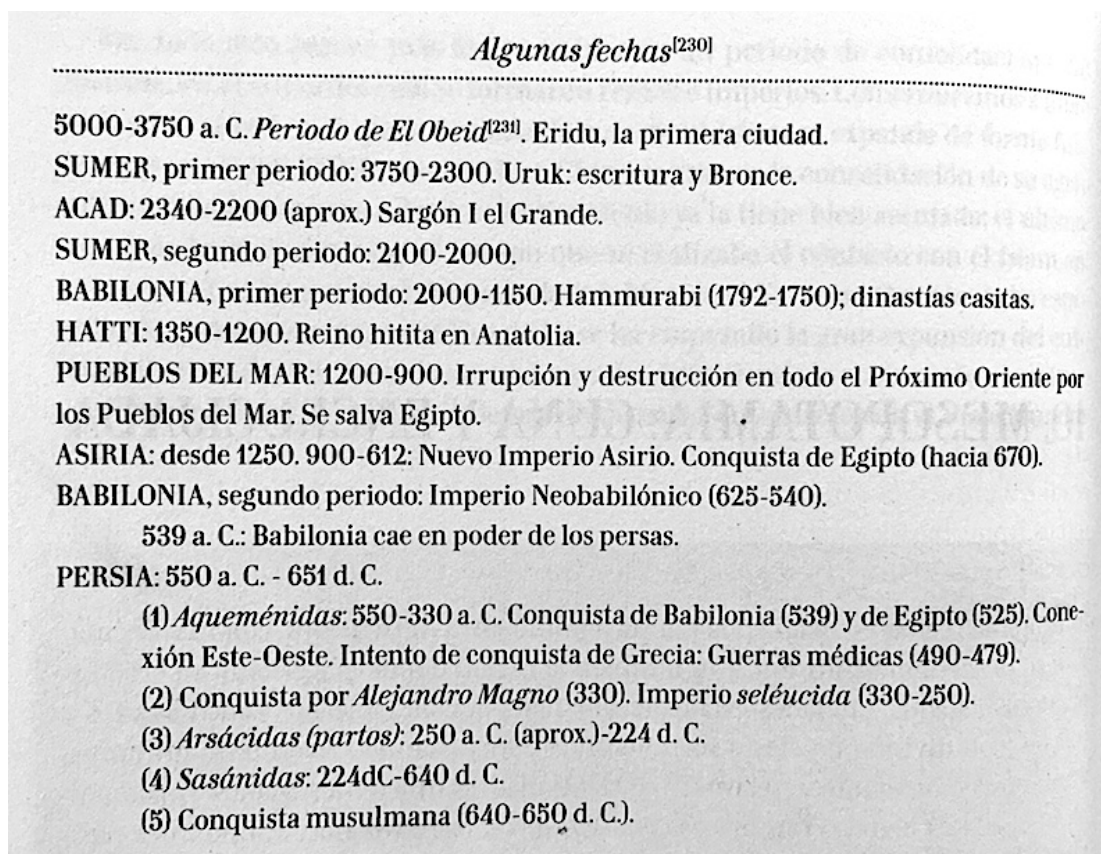 Algunas fechas[230]
5000-3750 a. C. Periodo de El Obeid[231]. Eridu, la primera ciudad.
SUMER, primer periodo: 3750-2300. Uruk: escritura y Bronce.
ACAD: 2340-2200 (aprox.) Sargón I el Grande.
SUMER, segundo periodo: 2100-2000.
BABILONIA, primer periodo: 2000-1150. Hammurabi (1792-1750); dinastías casitas.
HATTI: 1350-1200. Reino hitita en Anatolia.
PUEBLOS DEL MAR: 1200-900. Irrupción y destrucción en todo el Próximo Oriente por
los Pueblos del Mar. Se salva Egipto.
ASIRIA: desde 1250. 900-612: Nuevo Imperio Asirio. Conquista de Egipto (hacia 670).
BABILONIA, segundo periodo: Imperio Neobabilónico (625-540).
539 a. C.: Babilonia cae en poder de los persas.
PERSIA: 550 a. C. - 651 d. C.
(1) Aqueménidas: 550-330 a. C. Conquista de Babilonia (539) y de Egipto (525). Cone-
xión Este-Oeste. Intento de conquista de Grecia: Guerras médicas (490-479).
(2) Conquista por Alejandro Magno (330). Imperio seléucida (330-250).
(3) Arsácidas (partos): 250 a. C. (aprox.)-224 d. C.
(4) Sasánidas: 224dC-640 d. C.
(5) Conquista musulmana (640-650 d. C.).